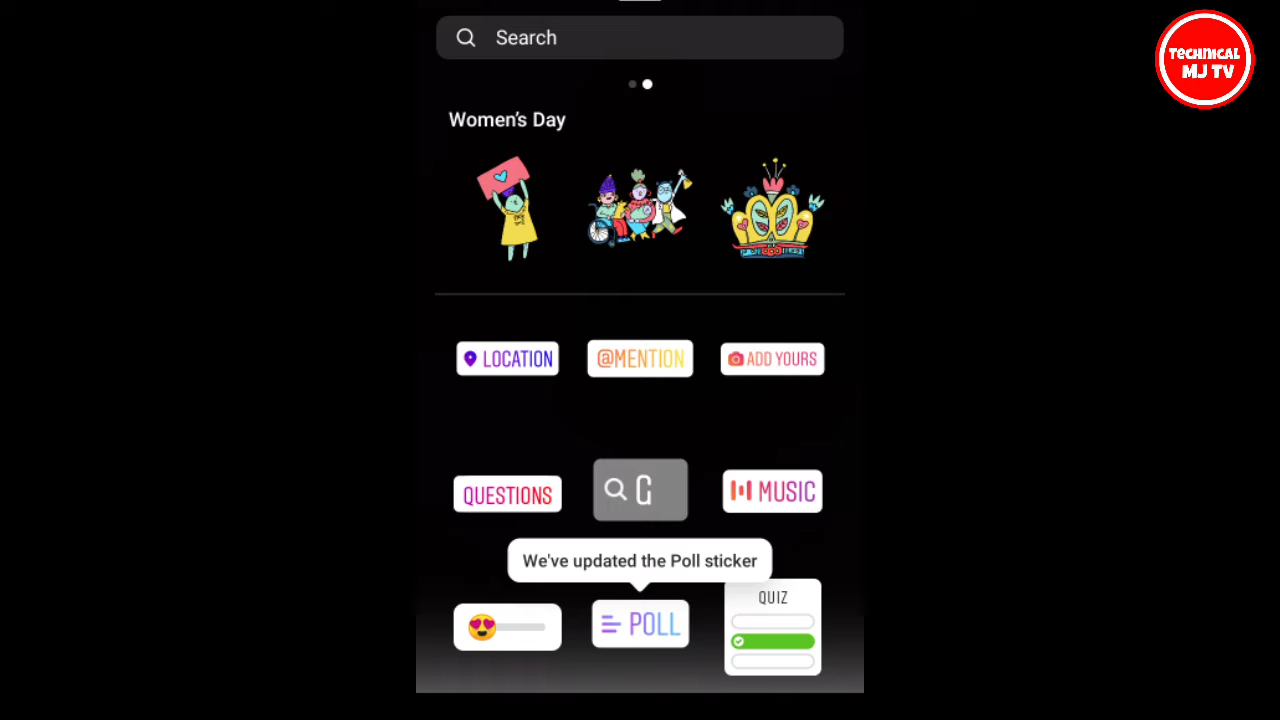 Search
TECHNICAL
MJ TV
Women's Day
LOCATION
@MENTION
ADD YOURS
QUESTIONS
G
MUSIC
We've updated the Poll sticker
POLL
QUIZ